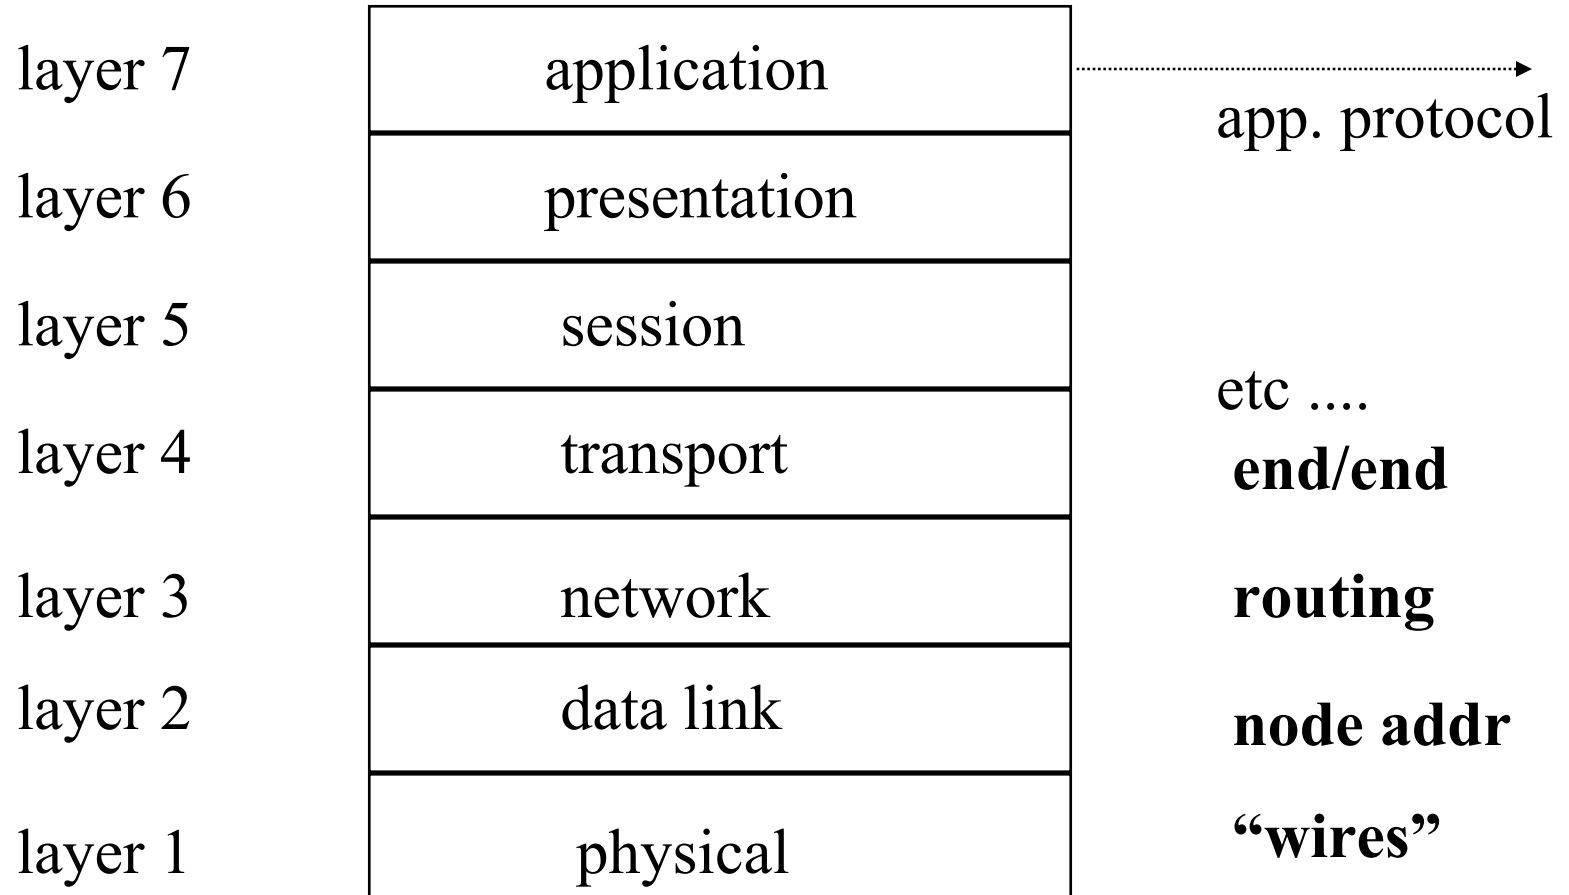 layer 7 application
app. protocol
layer 6 presentation
layer 5 session
etc ....
layer 4 transport
end/end
layer 3 network routing
layer 2 data link node addr
layer 1 physical “wires”